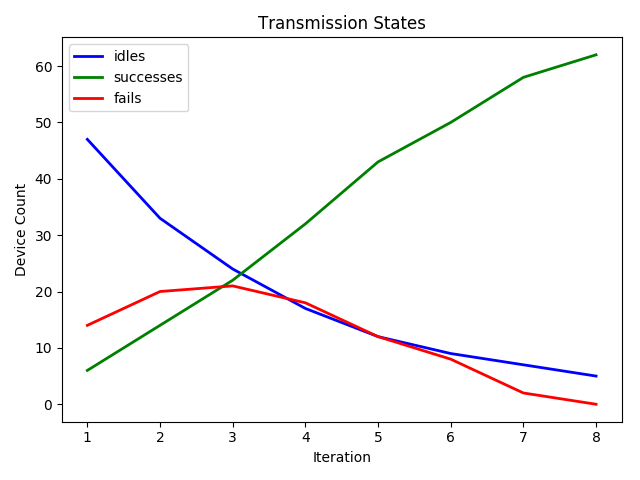 Transmission States
idles
successes
fails
Device Count
60
50
40
30
20
10
0
1 2 3 4 5 6 7 8
Iteration